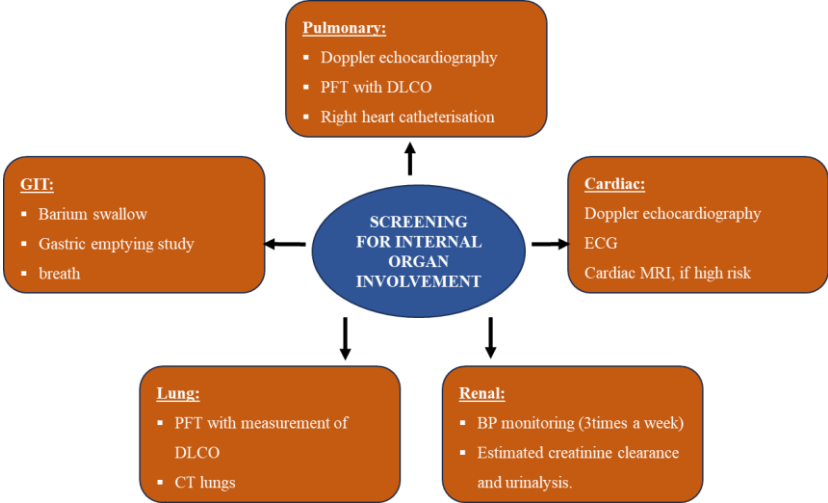 Pulmonary:
▪ Doppler echocardiography
▪ PFT with DLCO
▪ Right heart catheterisation
GIT:
▪ Barium swallow
▪ Gastric emptying study
▪ breath
SCREENING
FOR INTERNAL
ORGAN
INVOLVEMENT
Cardiac:
Doppler echocardiography
ECG
Cardiac MRI, if high risk
Lung:
▪ PFT with measurement of
DLCO
▪ CT lungs
Renal:
▪ BP monitoring (3times a week)
▪ Estimated creatinine clearance
and urinalysis.